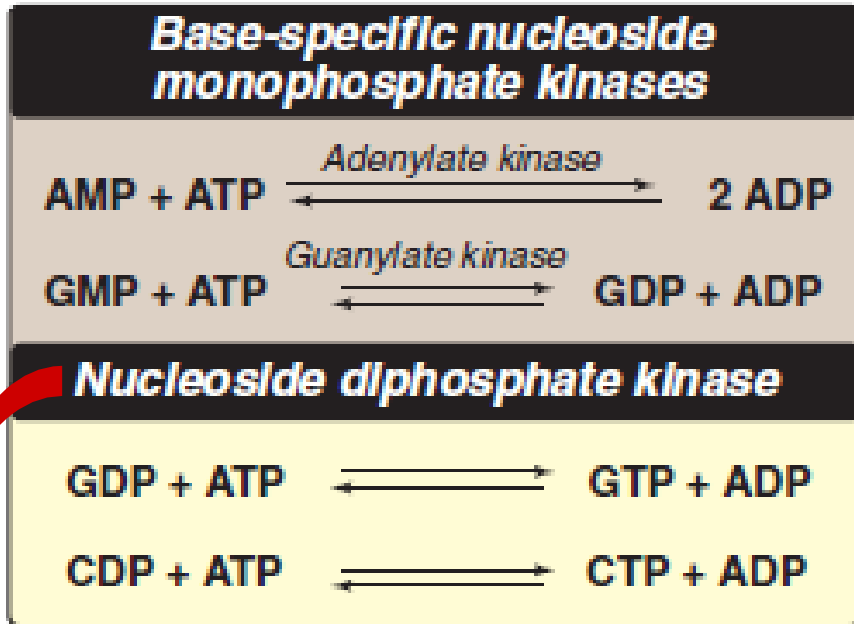 Base-specific nucleoside
monophosphate kinases
Adenylate kinase
AMP + ATP 2 ADP
Guanylate kinase
GMP + ATP GDP + ADP
Nucleoside diphosphate kinase
GDP + ATP GTP + ADP
CDP + ATP CTP + ADP